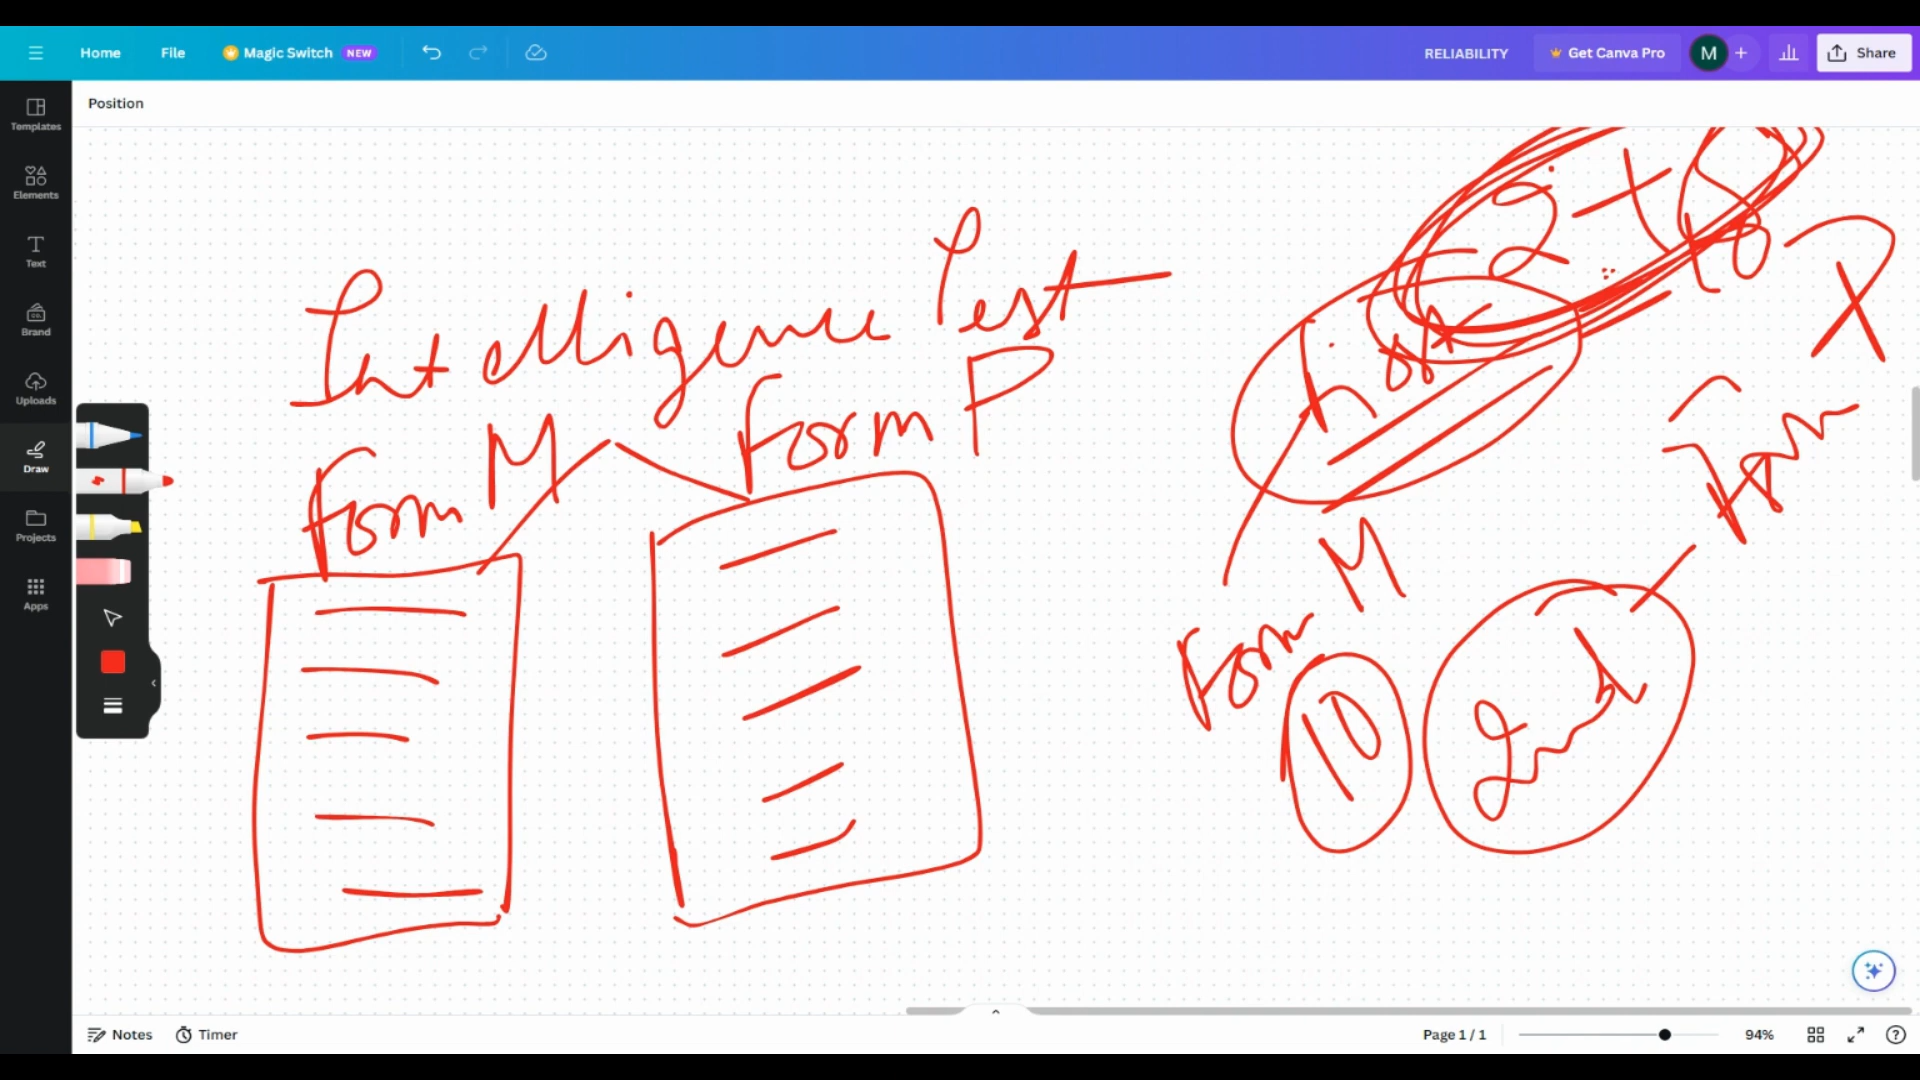 Home File Magic Switch NEW RELIABILITY Get Canva Pro M + Share
Position
Templates
Elements
Text
Brand
Uploads
Draw
Projects
Apps
Intelligence Test
Form M
Form P
Form M
10
2nd
Form
P
Notes Timer Page 1 / 1 94%